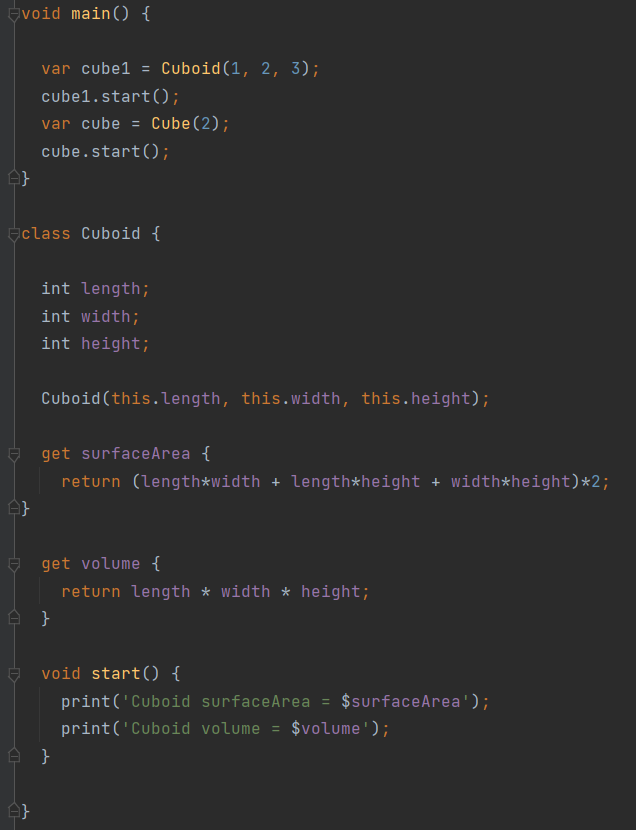 void main() {
  var cube1 = Cuboid(1, 2, 3);
  cube1.start();
  var cube = Cube(2);
  cube.start();
}
class Cuboid {
  int length;
  int width;
  int height;
  Cuboid(this.length, this.width, this.height);
  get surfaceArea {
    return (length*width + length*height + width*height)*2;
}
  get volume {
    return length * width * height;
  }
  void start() {
    print('Cuboid surfaceArea = $surfaceArea');
    print('Cuboid volume = $volume');
  }
}